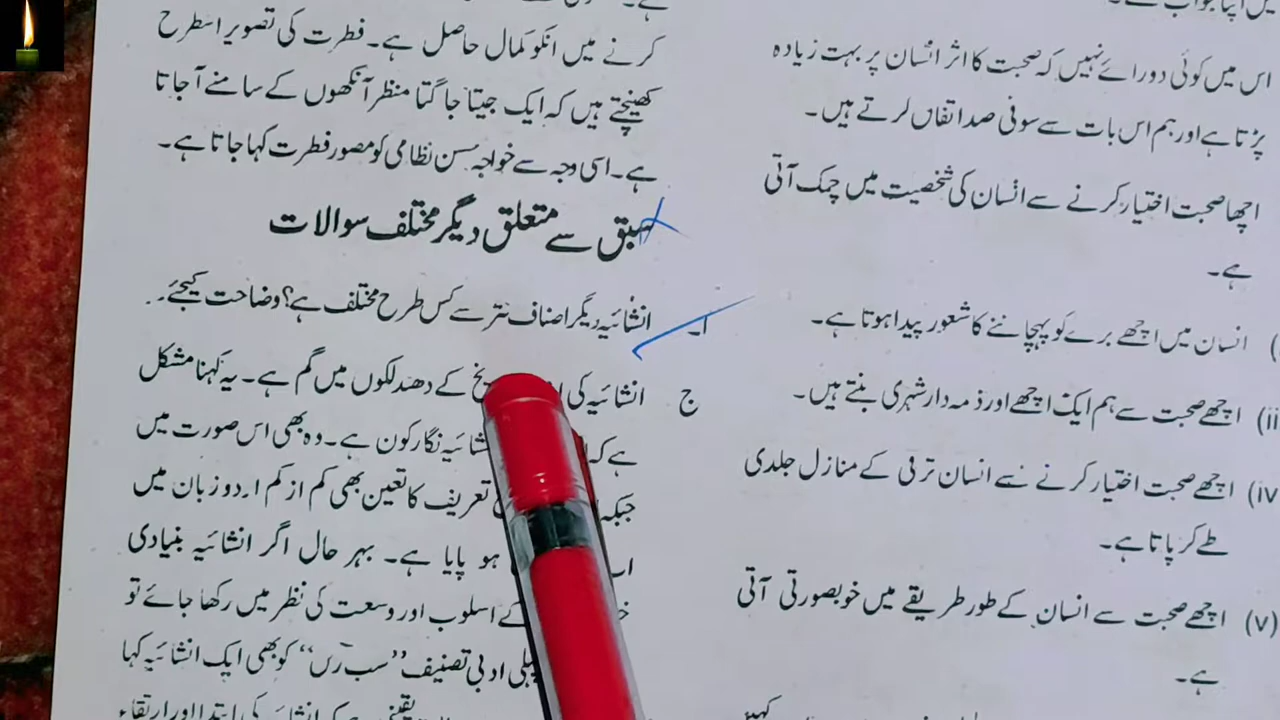 اس میں کوئی دورائے نہیں کہ صحبت کا اثر انسان پر بہت زیادہ
پڑتا ہے اور ہم اس بات سے سوفی صد اتفاق کرتے ہیں۔
اچھا صحبت اختیار کرنے سے انسان کی شخصیت میں چمک آتی
ہے۔
انسان میں اچھے برے کو پہچاننے کا شعور پیدا ہوتا ہے۔
ii) اچھے صحبت سے ہم ایک اچھے اور ذمہ دار شہری بنتے ہیں۔
iv) اچھے صحبت اختیار کرنے سے انسان ترقی کے منازل جلدی
طے کر پاتا ہے۔
(v) اچھے صحبت سے انسان کے طور طریقے میں خوبصورتی آتی
ہے۔
کرنے میں انکو کمال حاصل ہے۔ فطرت کی تصویر اسطرح
کھینچتے ہیں کہ ایک جیتا جاگتا منظر آنکھوں کے سامنے آجاتا
ہے۔ اسی وجہ سے خواجہ حسن نظامی کو مصور فطرت کہا جاتا ہے۔
سبق سے متعلق دیگر مختلف سوالات
ا۔ انشائیہ دیگر اصناف نثر سے کس طرح مختلف ہے؟ وضاحت کیجئے۔
ج انشائیہ کی کے دھندلکوں میں گم ہے۔ یہ کہنا مشکل
ہے کہ نگار کون ہے۔ وہ بھی اس صورت میں
جبکہ تعریف کا تعین بھی کم از کم اردو زبان میں
ہو پایا ہے۔ بہر حال اگر انشائیہ بنیادی
کے اسلوب اور وسعت کی نظر میں رکھا جائے تو
ادبی تصنیف "سب رس" کو بھی ایک انشائیہ کہا
کہ انشائیہ کی ابتدا اور ارتقاء